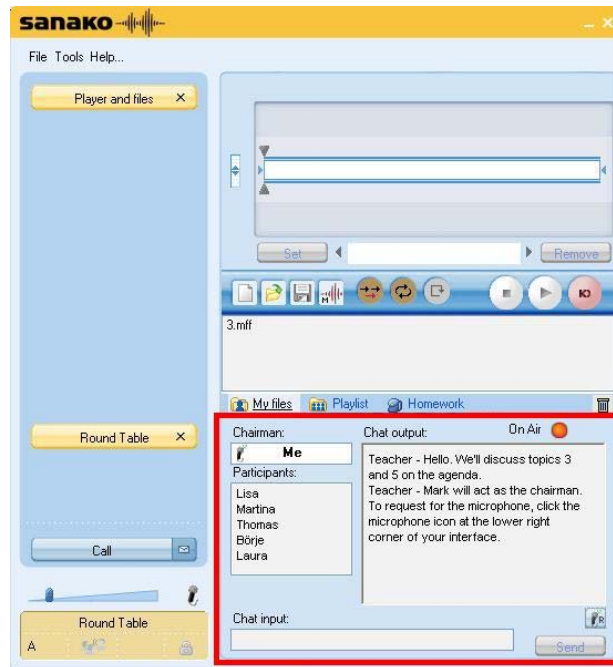 sanako
File Tools Help...
Player and files
Set
Remove
M
3.mff
My files
Playlist
Homework
Round Table
Chairman:
Me
Participants:
Lisa
Martina
Thomas
Börje
Laura
Chat output:
On Air
Teacher - Hello. We'll discuss topics 3
and 5 on the agenda.
Teacher - Mark will act as the chairman.
To request for the microphone, click the
microphone icon at the lower right
corner of your interface.
Call
Round Table
A
Chat input:
R
Send